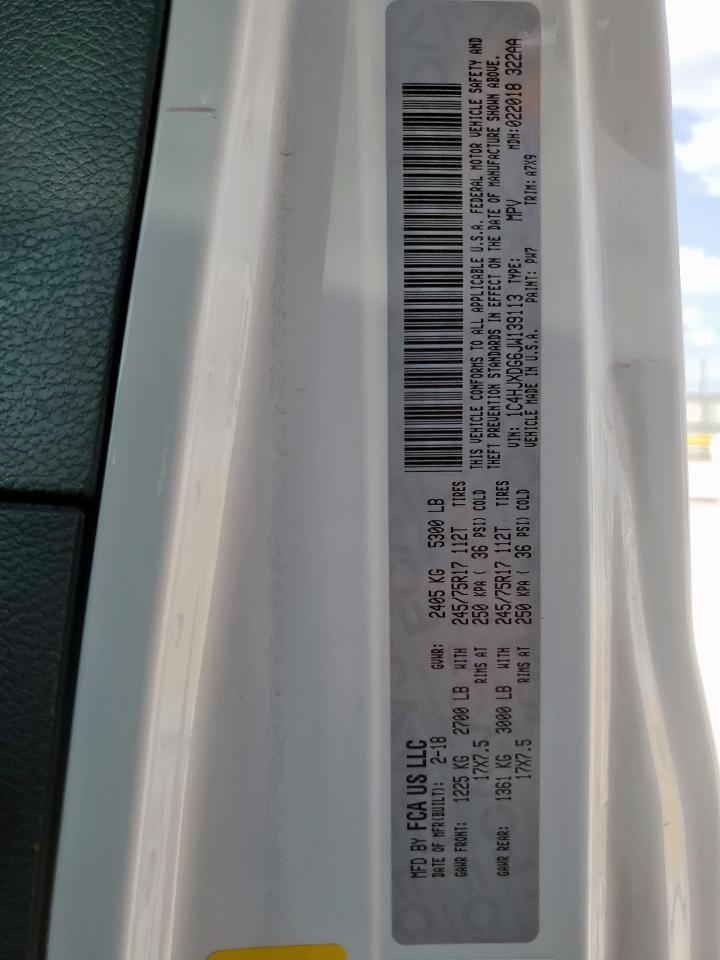 MFD BY FCA US LLC
DATE OF MFR(BUILT): 2-18 GVWR: 2405 KG 5300 LB
GAWR FRONT: 1225 KG 2700 LB WITH 245/75R17 112T TIRES
17X7.5 RIMS AT 250 KPA ( 36 PSI) COLD
GAWR REAR: 1361 KG 3000 LB WITH 245/75R17 112T TIRES
17X7.5 RIMS AT 250 KPA ( 36 PSI) COLD
THIS VEHICLE CONFORMS TO ALL APPLICABLE U.S.A. FEDERAL MOTOR VEHICLE SAFETY AND
THEFT PREVENTION STANDARDS IN EFFECT ON THE DATE OF MANUFACTURE SHOWN ABOVE.
VIN: 1C4HJXDG6JW139113 TYPE: MPV MDH:022018 322AA
VEHICLE MADE IN U.S.A. PAINT: PW7 TRIM: A7X9